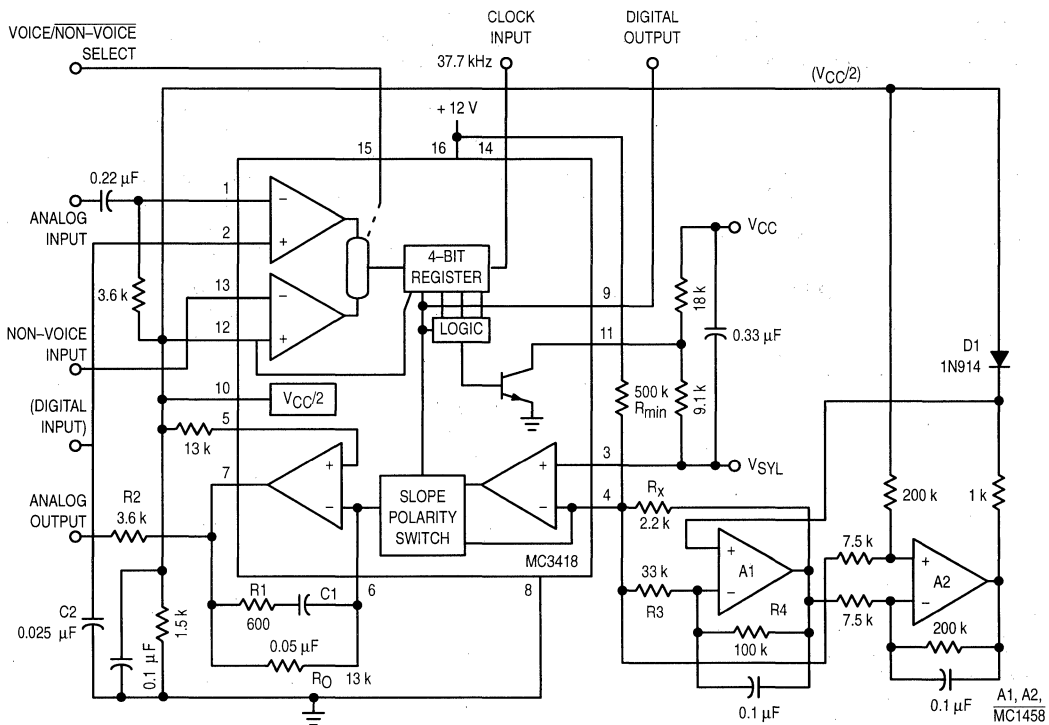 VOICE/NON–VOICE
SELECT
CLOCK
INPUT
37.7 kHz
DIGITAL
OUTPUT
(VCC/2)
+ 12 V
15
16
14
0.22 µF
ANALOG
INPUT
1
2
–
+
3.6 k
13
12
–
+
4–BIT
REGISTER
LOGIC
9
11
VCC
18 k
0.33 µF
9.1 k
VSYL
500 k
Rmin
D1
1N914
NON–VOICE
INPUT
10
VCC/2
(DIGITAL
INPUT)
5
13 k
7
+
–
SLOPE
POLARITY
SWITCH
+
–
3
4
RX
2.2 k
200 k
1 k
ANALOG
OUTPUT
R2
3.6 k
MC3418
6
8
33 k
R3
+
–
A1
R4
100 k
0.1 µF
7.5 k
7.5 k
+
–
A2
200 k
0.1 µF
C2
0.025 µF
0.1 µF
1.5 k
R1
600
C1
0.05 µF
RO
13 k
A1, A2,
MC1458